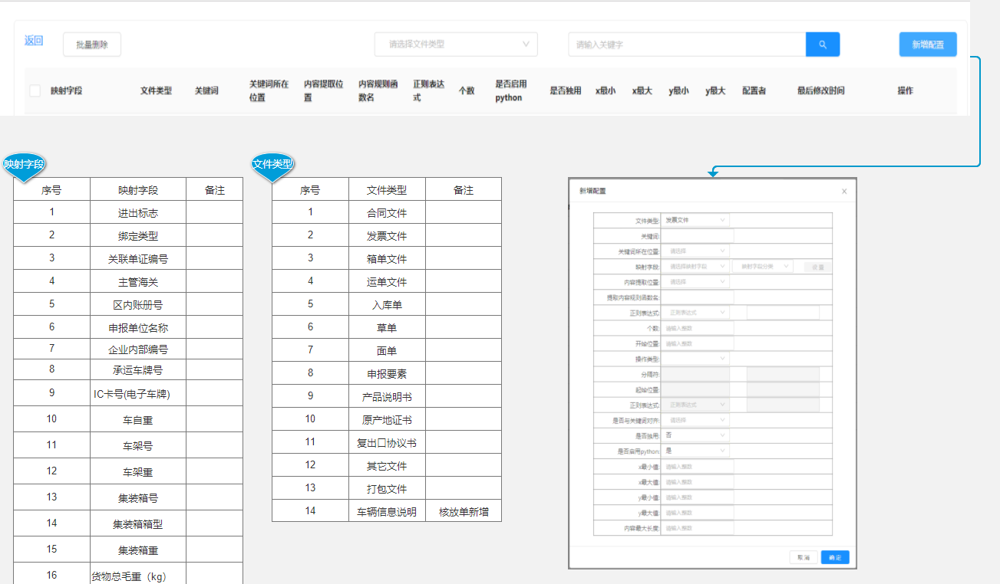 返回
批量删除
请选择文件类型
请输入关键字
新增配置
映射字段 文件类型 关键词 关键词所在位置 内容提取位置 内容规则函数名 正则表达式 个数 是否启用python 是否独用 x最小 x最大 y最小 y最大 配置者 最后修改时间 操作
映射字段
序号 映射字段 备注
1 进出标志
2 绑定类型
3 关联单证编号
4 主管海关
5 区内账册号
6 申报单位名称
7 企业内部编号
8 承运车牌号
9 IC卡号(电子车牌)
10 车自重
11 车架号
12 车架重
13 集装箱号
14 集装箱箱型
15 集装箱重
16 货物总毛重（kg）
文件类型
序号 文件类型 备注
1 合同文件
2 发票文件
3 箱单文件
4 运单文件
5 入库单
6 草单
7 面单
8 申报要素
9 产品说明书
10 原产地证书
11 复出口协议书
12 其它文件
13 打包文件
14 车辆信息说明 核放单新增
新增配置 x
文件类型: 发票文件
关键词:
关键词所在位置: 请选择
映射字段: 请选择映射字段 映射字段分类 设置
内容提取位置: 请选择
提取内容规则函数名:
正则表达式: 正则表达式
个数: 请输入整数
开始位置: 请输入整数
操作类型:
分隔符:
起始位置:
正则表达式: 正则表达式
是否与关键词对齐: 请选择
是否独用: 否
是否启用python: 是
x最小值: 请输入整数
x最大值: 请输入整数
y最小值: 请输入整数
y最大值: 请输入整数
内容最大长度: 请输入整数
取消 确定